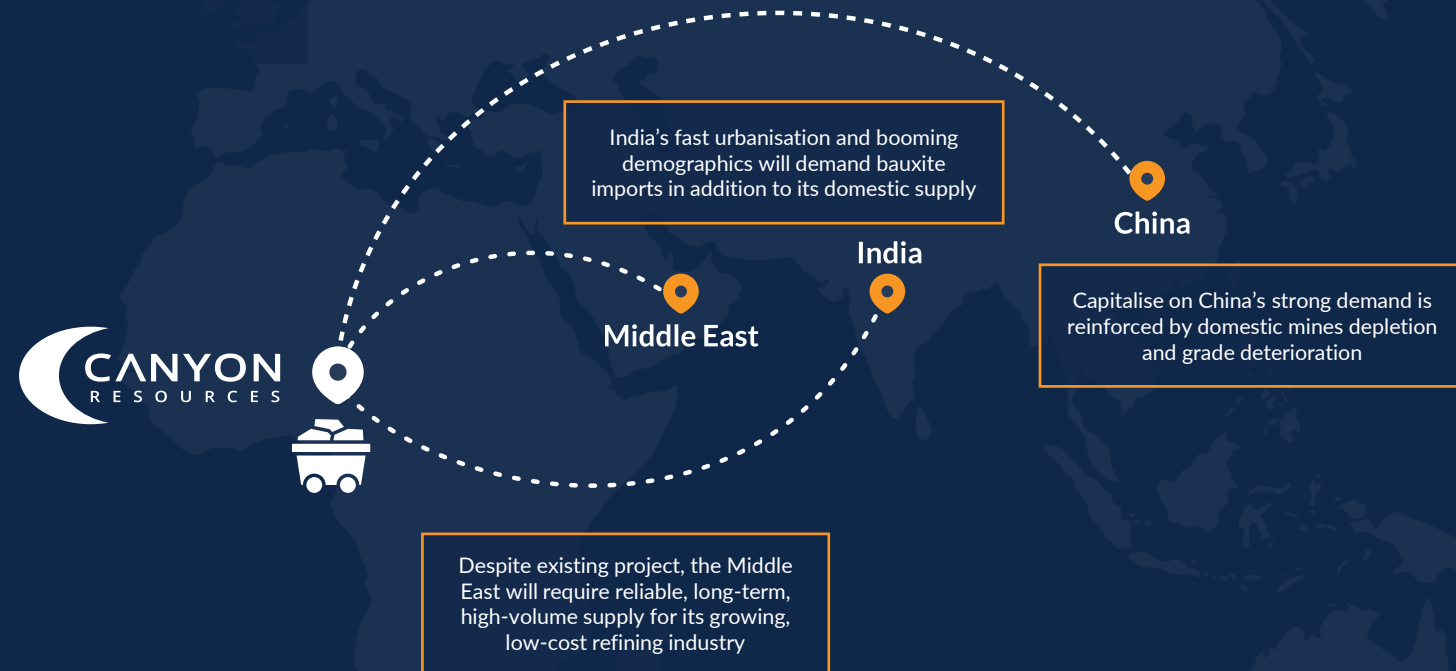 India’s fast urbanisation and booming
demographics will demand bauxite
imports in addition to its domestic supply
China
India
Capitalise on China’s strong demand is
reinforced by domestic mines depletion
and grade deterioration
Middle East
CANYON
RESOURCES
Despite existing project, the Middle
East will require reliable, long-term,
high-volume supply for its growing,
low-cost refining industry